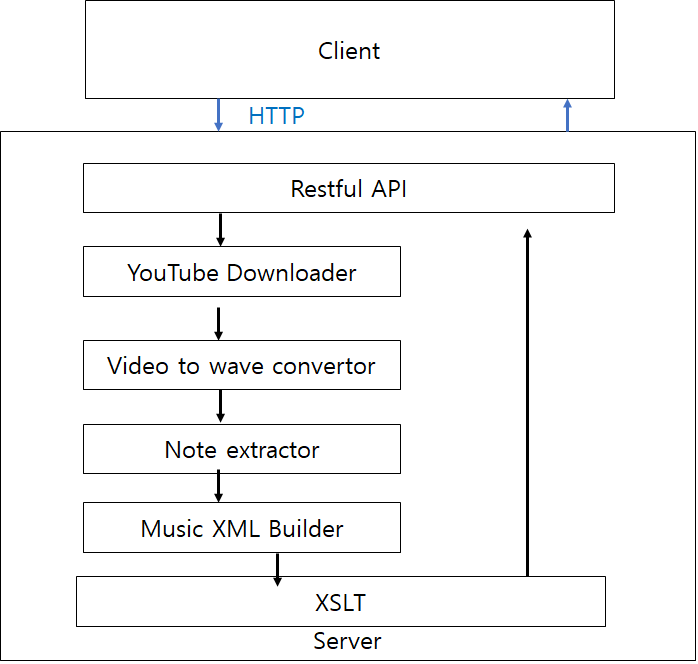 Client
HTTP
Restful API
YouTube Downloader
Video to wave convertor
Note extractor
Music XML Builder
XSLT
Server